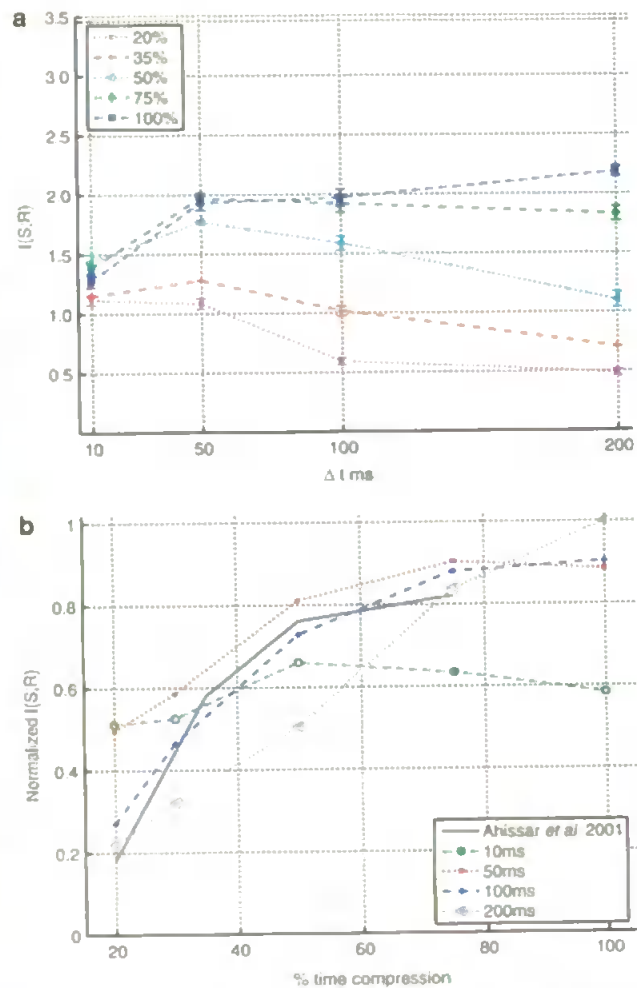 a
3.5
3.0
2.5
2.0
1.5
1.0
0.5
I(S,R)
20%
35%
50%
75%
100%
10
50
100
200
Δ t ms
b
1
0.8
0.6
0.4
0.2
0
Normalized I(S,R)
Ahissar et al 2001
10ms
50ms
100ms
200ms
20
40
60
80
100
% time compression